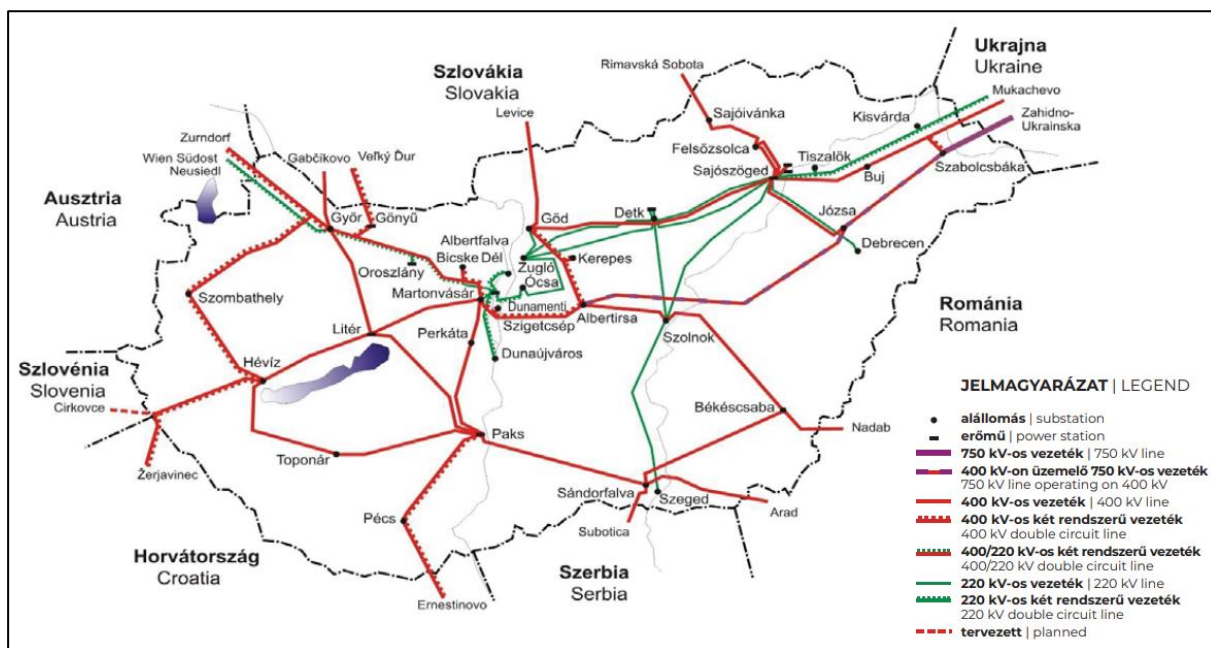 Ukrajna
Ukraine
Mukachevo
Zahidno-
Ukrainska
Rimavská Sobota
Szlovákia
Slovakia
Levice
Sajóivánka
Kisvárda
Felsőzsolca
Tiszalök
Sajószöged
Buj
Szabolcsbáka
Zurndorf
Wien Südost
Neusiedl
Gabčíkovo
Veľký Ďur
Ausztria
Austria
Győr
Gönyű
Göd
Detk
Józsa
Debrecen
Albertfalva
Bicske Dél
Zugló
Kerepes
Oroszlány
Ócsa
Martonvásár
Dunamenti
Szigetcsép
Albertirsa
Szombathely
Litér
Perkáta
Szolnok
Dunaújváros
Románia
Romania
Hévíz
Szlovénia
Slovenia
Cirkovce
Békéscsaba
Nadab
Paks
Toponár
Žerjavinec
Sándorfalva
Szeged
Arad
Pécs
Subotica
Horvátország
Croatia
Szerbia
Serbia
Ernestinovo
JELMAGYARÁZAT | LEGEND
alállomás | substation
erőmű | power station
750 kV-os vezeték | 750 kV line
400 kV-on üzemelő 750 kV-os vezeték
750 kV line operating on 400 kV
400 kV-os vezeték | 400 kV line
400 kV-os két rendszerű vezeték
400 kV double circuit line
400/220 kV-os két rendszerű vezeték
400/220 kV double circuit line
220 kV-os vezeték | 220 kV line
220 kV-os két rendszerű vezeték
220 kV double circuit line
tervezett | planned